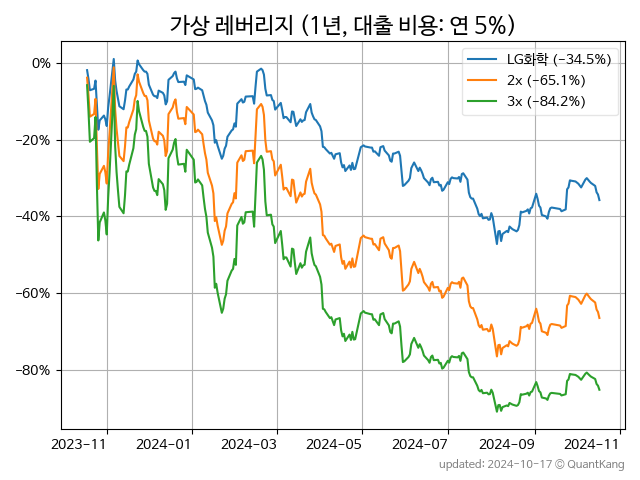 가상 레버리지 (1년, 대출 비용: 연 5%)
LG화학 (−34.5%)
2x (−65.1%)
3x (−84.2%)
0%
−20%
−40%
−60%
−80%
2023-11 2024-01 2024-03 2024-05 2024-07 2024-09 2024-11
updated: 2024-10-17 © QuantKang